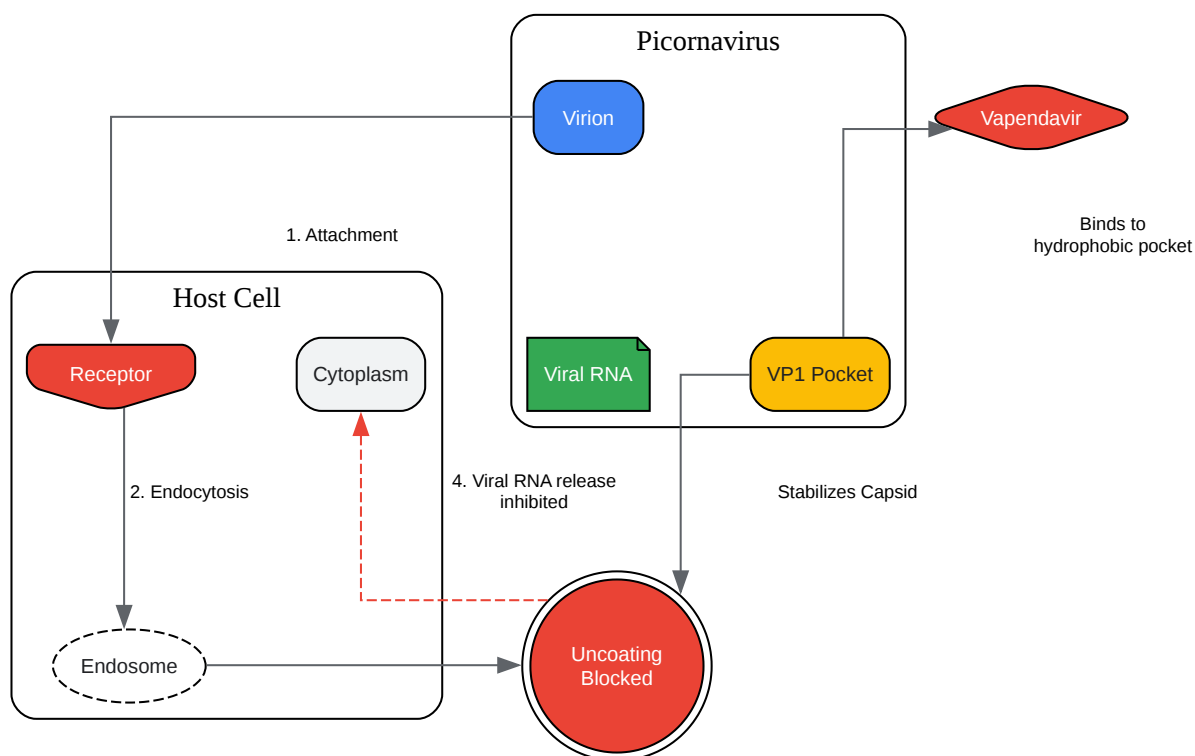 Picornavirus
Virion
Vapendavir
1. Attachment
Binds to
hydrophobic pocket
Host Cell
Receptor
Cytoplasm
Viral RNA
VP1 Pocket
2. Endocytosis
4. Viral RNA release
inhibited
Stabilizes Capsid
Endosome
Uncoating
Blocked